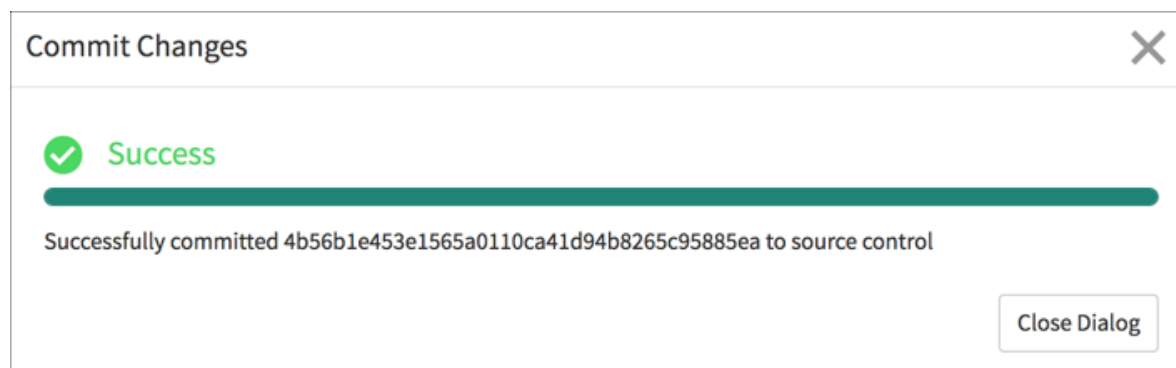 Commit Changes
Success
Successfully committed 4b56b1e453e1565a0110ca41d94b8265c95885ea to source control
Close Dialog